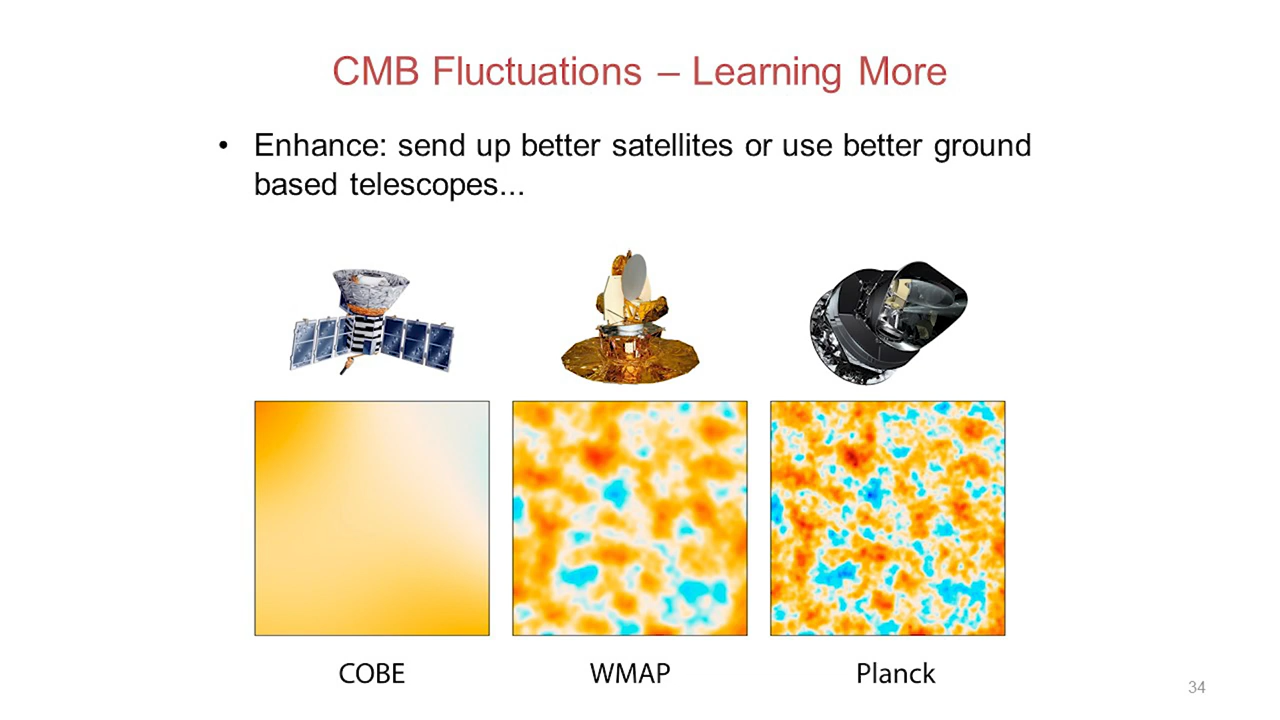 CMB Fluctuations – Learning More
• Enhance: send up better satellites or use better ground
based telescopes...
COBE
WMAP
Planck
34